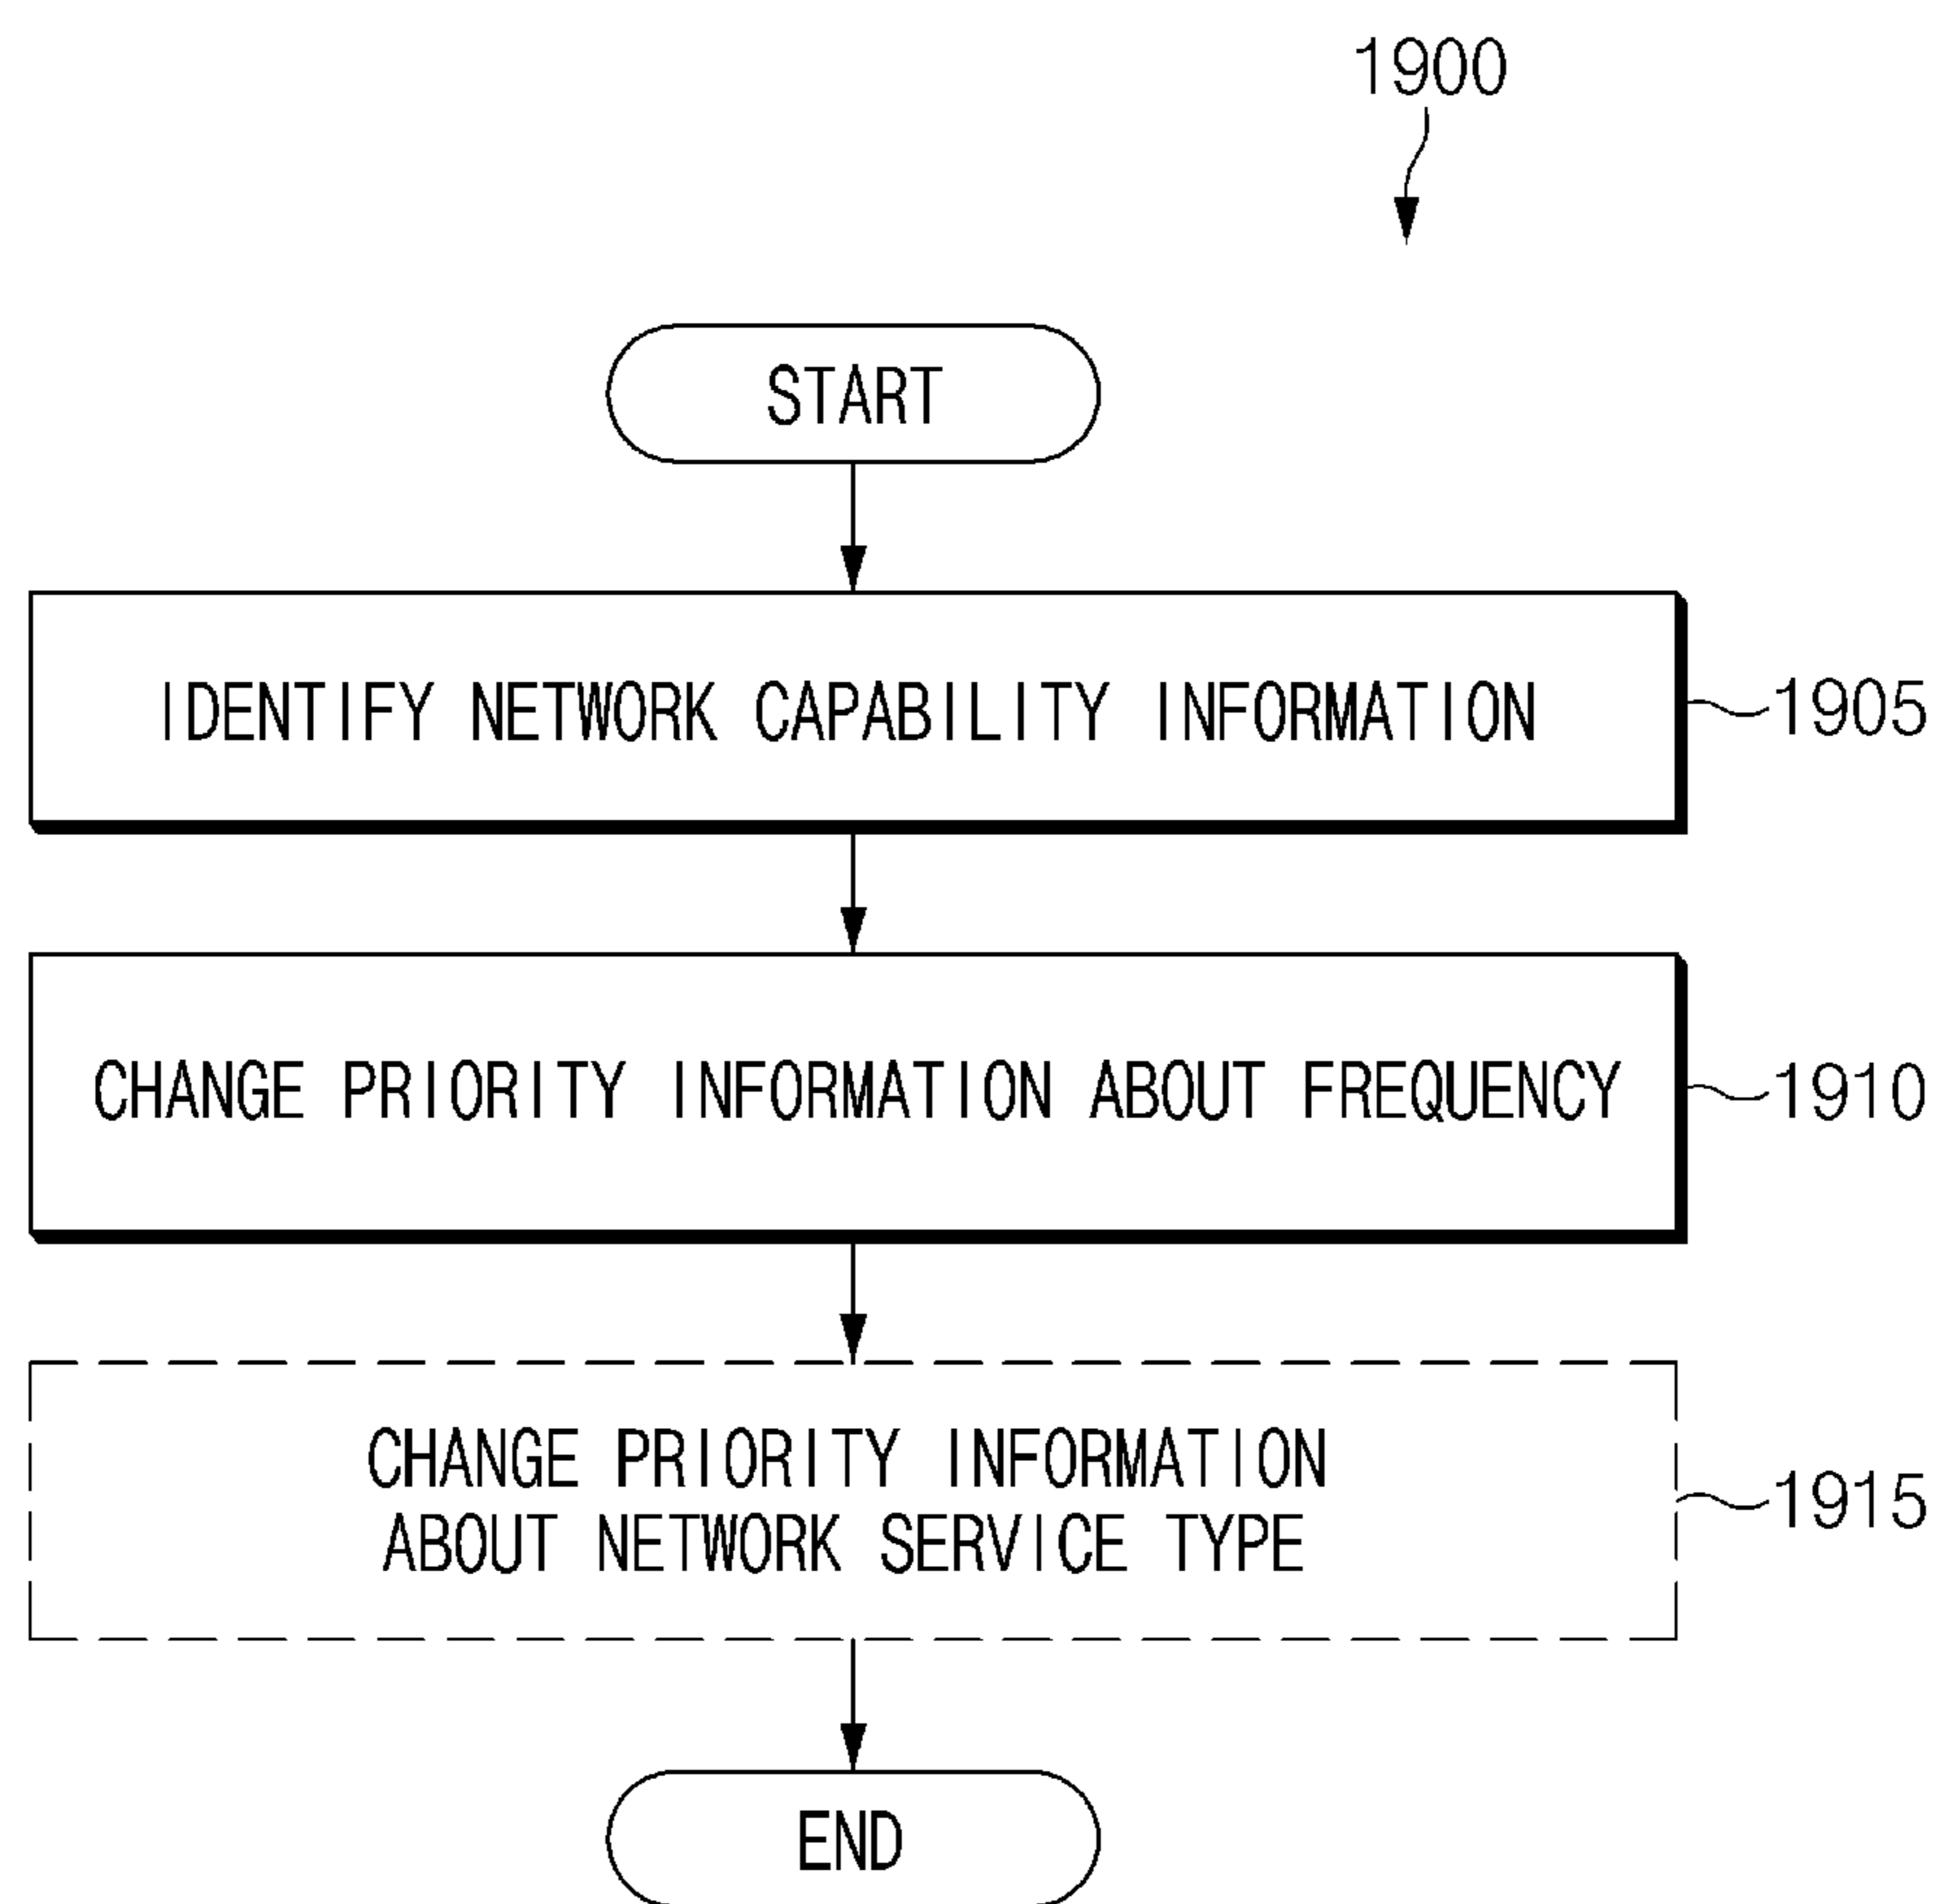 1900
START
IDENTIFY NETWORK CAPABILITY INFORMATION
1905
CHANGE PRIORITY INFORMATION ABOUT FREQUENCY
1910
CHANGE PRIORITY INFORMATION
ABOUT NETWORK SERVICE TYPE
1915
END